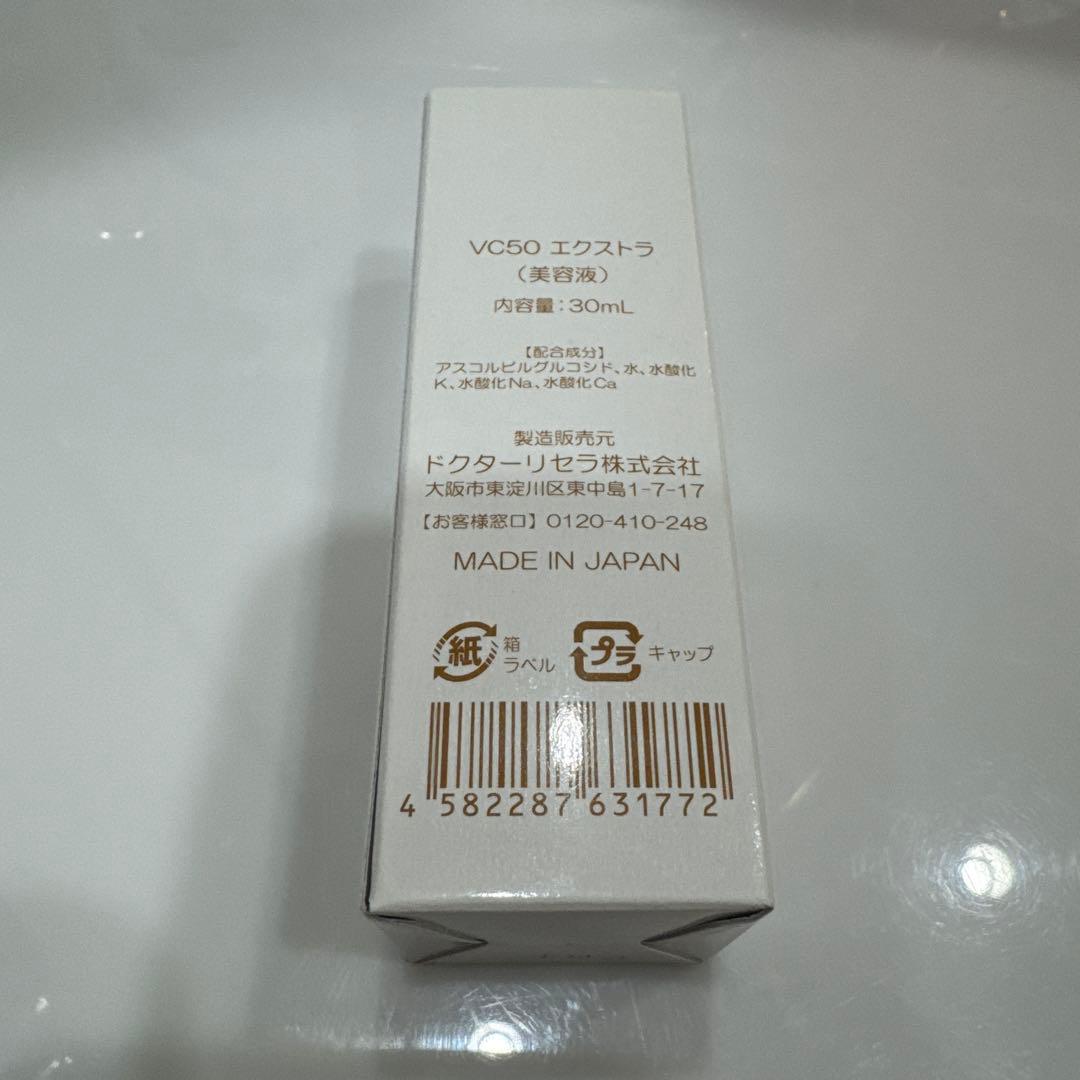 VC50 エクストラ
（美容液）
内容量：30mL
【配合成分】
アスコルビルグルコシド、水、水酸化
K、水酸化Na、水酸化Ca
製造販売元
ドクターリセラ株式会社
大阪市東淀川区東中島1-7-17
【お客様窓口】0120-410-248
MADE IN JAPAN
紙 箱 ラベル プラ キャップ
4 582287 631772